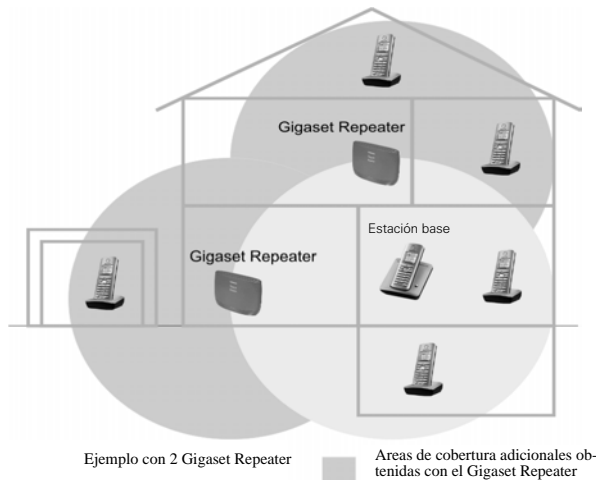 Gigaset Repeater
Estación base
Gigaset Repeater
Ejemplo con 2 Gigaset Repeater
Areas de cobertura adicionales ob-
tenidas con el Gigaset Repeater